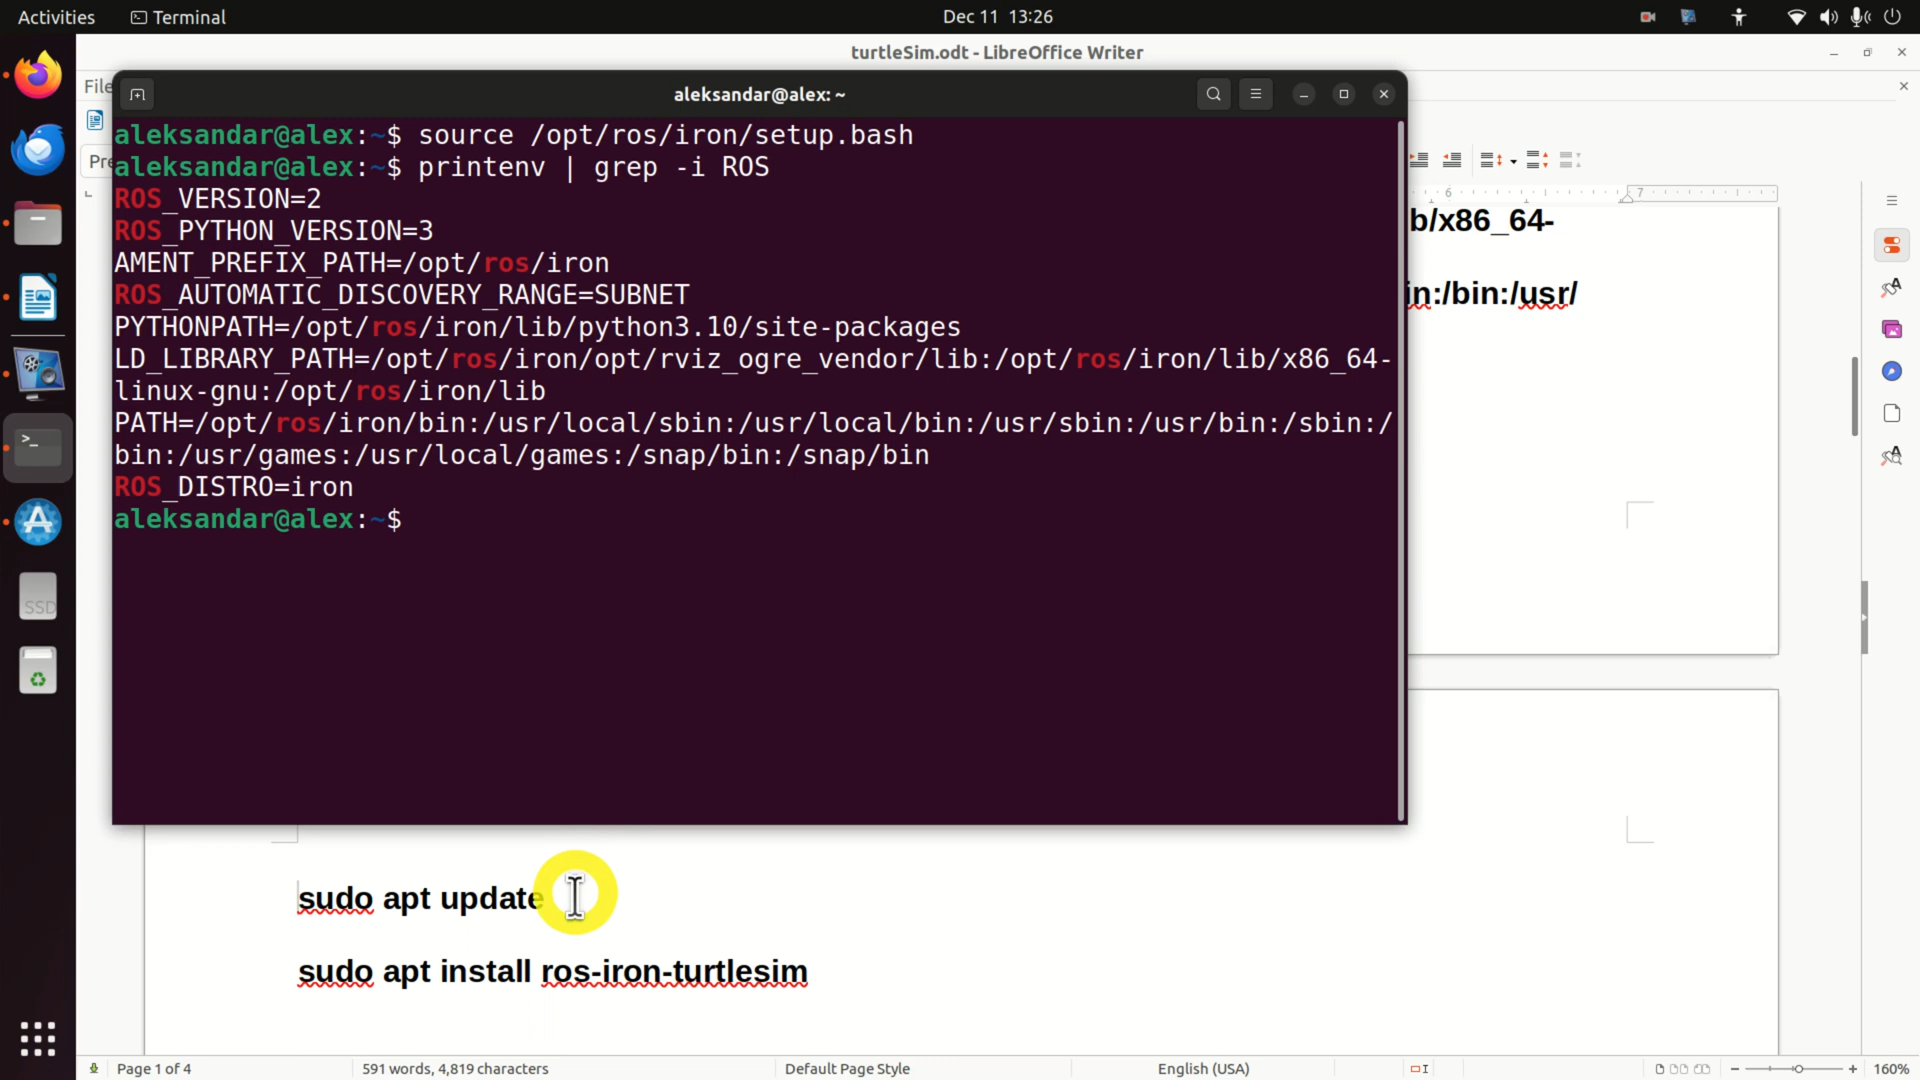 Activities
Terminal
Dec 11 13:26
turtleSim.odt - LibreOffice Writer
File
aleksandar@alex: ~
Pre
aleksandar@alex:~$ source /opt/ros/iron/setup.bash
aleksandar@alex:~$ printenv | grep -i ROS
ROS_VERSION=2
ROS_PYTHON_VERSION=3
AMENT_PREFIX_PATH=/opt/ros/iron
ROS_AUTOMATIC_DISCOVERY_RANGE=SUBNET
PYTHONPATH=/opt/ros/iron/lib/python3.10/site-packages
LD_LIBRARY_PATH=/opt/ros/iron/opt/rviz_ogre_vendor/lib:/opt/ros/iron/lib/x86_64-
linux-gnu:/opt/ros/iron/lib
PATH=/opt/ros/iron/bin:/usr/local/sbin:/usr/local/bin:/usr/sbin:/usr/bin:/sbin:/
bin:/usr/games:/usr/local/games:/snap/bin:/snap/bin
ROS_DISTRO=iron
aleksandar@alex:~$
6
7
b/x86_64-
in:/bin:/usr/
SSD
sudo apt update
sudo apt install ros-iron-turtlesim
Page 1 of 4
591 words, 4,819 characters
Default Page Style
English (USA)
160%